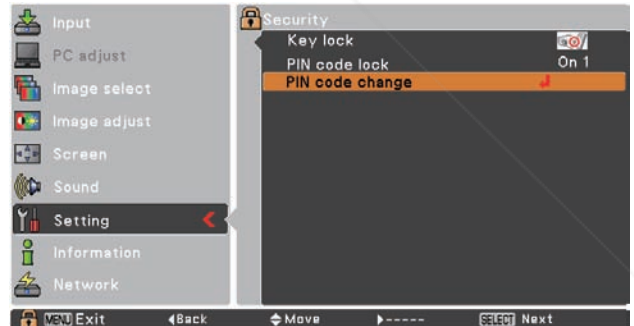 Input
PC adjust
Image select
Image adjust
Screen
Sound
Setting
Information
Network
Security
Key lock
PIN code lock On 1
PIN code change
MENU Exit Back Move ----- SELECT Next